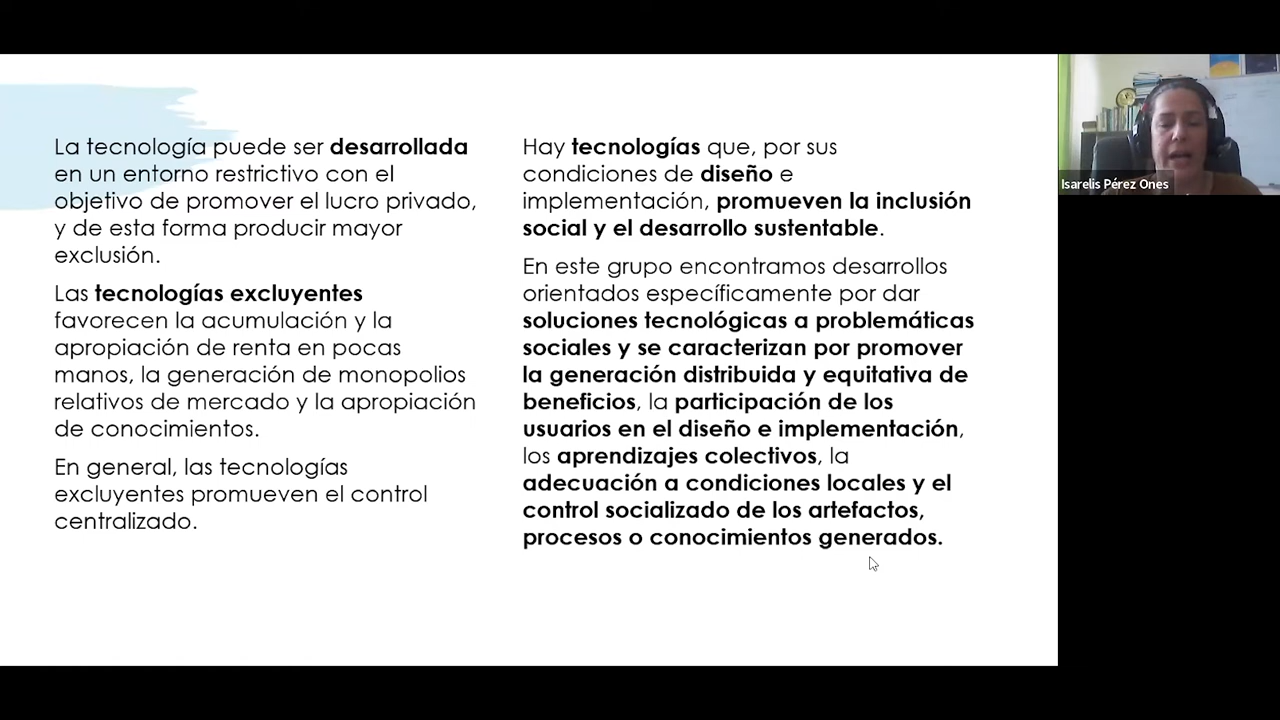 La tecnología puede ser desarrollada
en un entorno restrictivo con el
objetivo de promover el lucro privado,
y de esta forma producir mayor
exclusión.
Las tecnologías excluyentes
favorecen la acumulación y la
apropiación de renta en pocas
manos, la generación de monopolios
relativos de mercado y la apropiación
de conocimientos.
En general, las tecnologías
excluyentes promueven el control
centralizado.
Hay tecnologías que, por sus
condiciones de diseño e
implementación, promueven la inclusión
social y el desarrollo sustentable.
En este grupo encontramos desarrollos
orientados específicamente por dar
soluciones tecnológicas a problemáticas
sociales y se caracterizan por promover
la generación distribuida y equitativa de
beneficios, la participación de los
usuarios en el diseño e implementación,
los aprendizajes colectivos, la
adecuación a condiciones locales y el
control socializado de los artefactos,
procesos o conocimientos generados.
Isarelis Pérez Ones